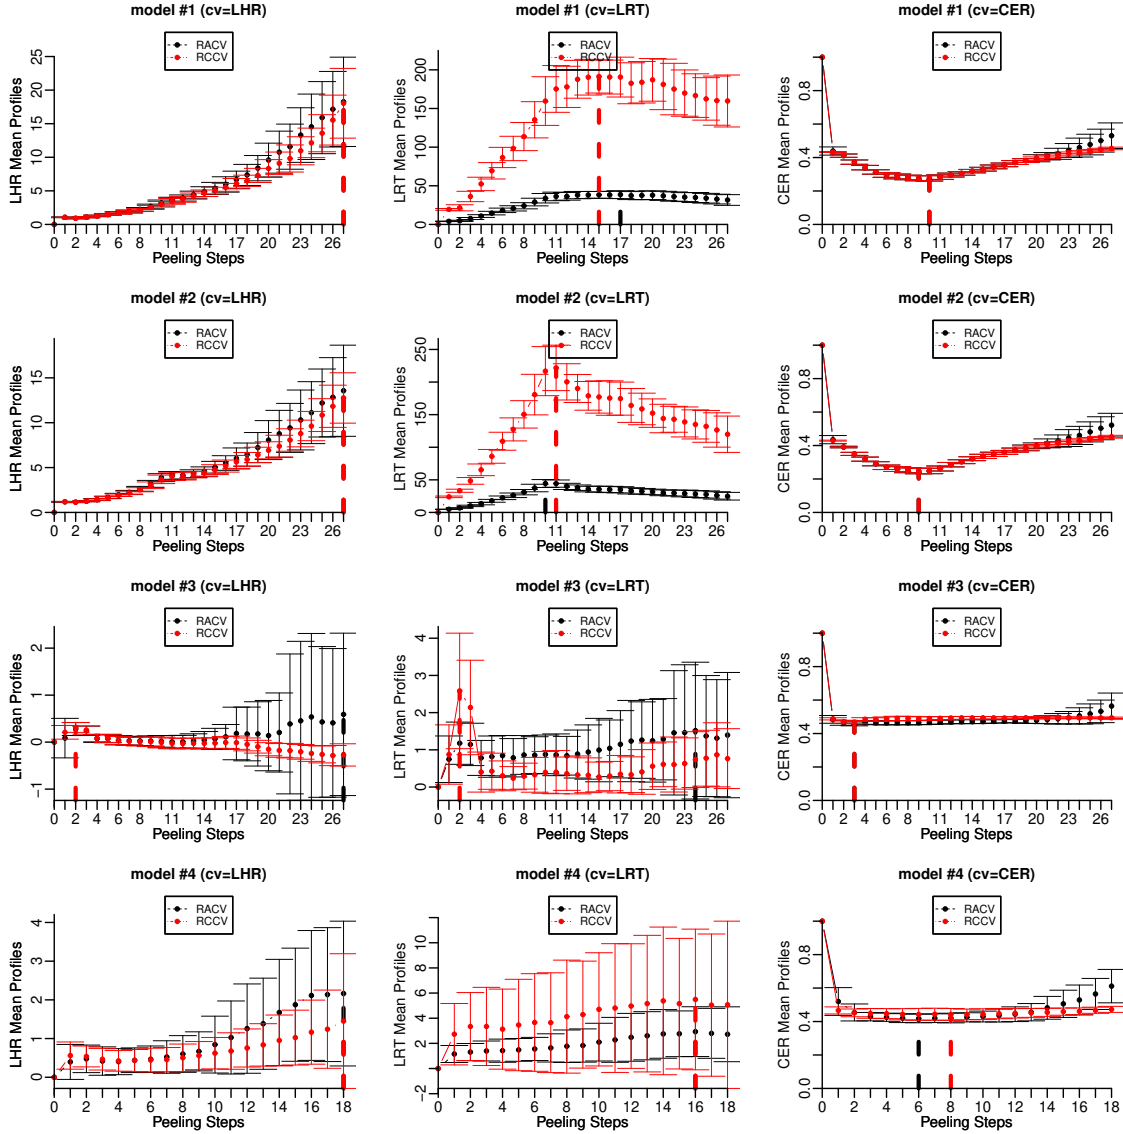 model #1 (cv=LHR)
RACV
RCCV
LHR Mean Profiles
0 5 10 15 20 25
0 2 4 6 8 11 14 17 20 23 26
Peeling Steps
model #1 (cv=LRT)
RACV
RCCV
LRT Mean Profiles
0 50 100 150 200
0 2 4 6 8 11 14 17 20 23 26
Peeling Steps
model #1 (cv=CER)
RACV
RCCV
CER Mean Profiles
0.0 0.4 0.8
0 2 4 6 8 11 14 17 20 23 26
Peeling Steps
model #2 (cv=LHR)
RACV
RCCV
LHR Mean Profiles
0 5 10 15
0 2 4 6 8 11 14 17 20 23 26
Peeling Steps
model #2 (cv=LRT)
RACV
RCCV
LRT Mean Profiles
0 50 150 250
0 2 4 6 8 11 14 17 20 23 26
Peeling Steps
model #2 (cv=CER)
RACV
RCCV
CER Mean Profiles
0.0 0.4 0.8
0 2 4 6 8 11 14 17 20 23 26
Peeling Steps
model #3 (cv=LHR)
RACV
RCCV
LHR Mean Profiles
−1 0 1 2
0 2 4 6 8 11 14 17 20 23 26
Peeling Steps
model #3 (cv=LRT)
RACV
RCCV
LRT Mean Profiles
0 1 2 3 4
0 2 4 6 8 11 14 17 20 23 26
Peeling Steps
model #3 (cv=CER)
RACV
RCCV
CER Mean Profiles
0.0 0.4 0.8
0 2 4 6 8 11 14 17 20 23 26
Peeling Steps
model #4 (cv=LHR)
RACV
RCCV
LHR Mean Profiles
0 1 2 3 4
0 2 4 6 8 10 12 14 16 18
Peeling Steps
model #4 (cv=LRT)
RACV
RCCV
LRT Mean Profiles
−2 0 2 4 6 8 10
0 2 4 6 8 10 12 14 16 18
Peeling Steps
model #4 (cv=CER)
RACV
RCCV
CER Mean Profiles
0.0 0.4 0.8
0 2 4 6 8 10 12 14 16 18
Peeling Steps